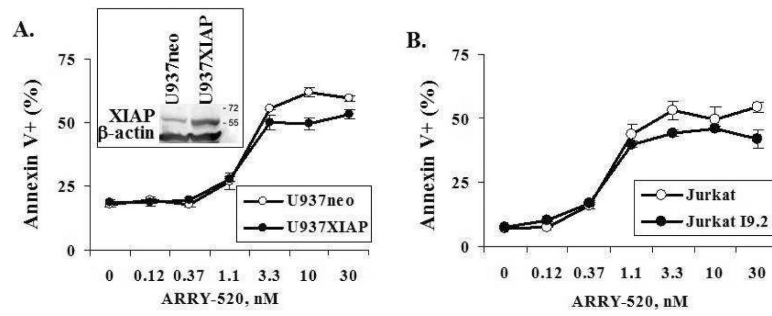 A.
U937neo
U937XIAP
XIAP
β-actin
- 72
- 55
Annexin V+ (%)
75
50
25
0
U937neo
U937XIAP
0 0.12 0.37 1.1 3.3 10 30
ARRY-520, nM
B.
Annexin V+ (%)
75
50
25
0
Jurkat
Jurkat I9.2
0 0.12 0.37 1.1 3.3 10 30
ARRY-520, nM